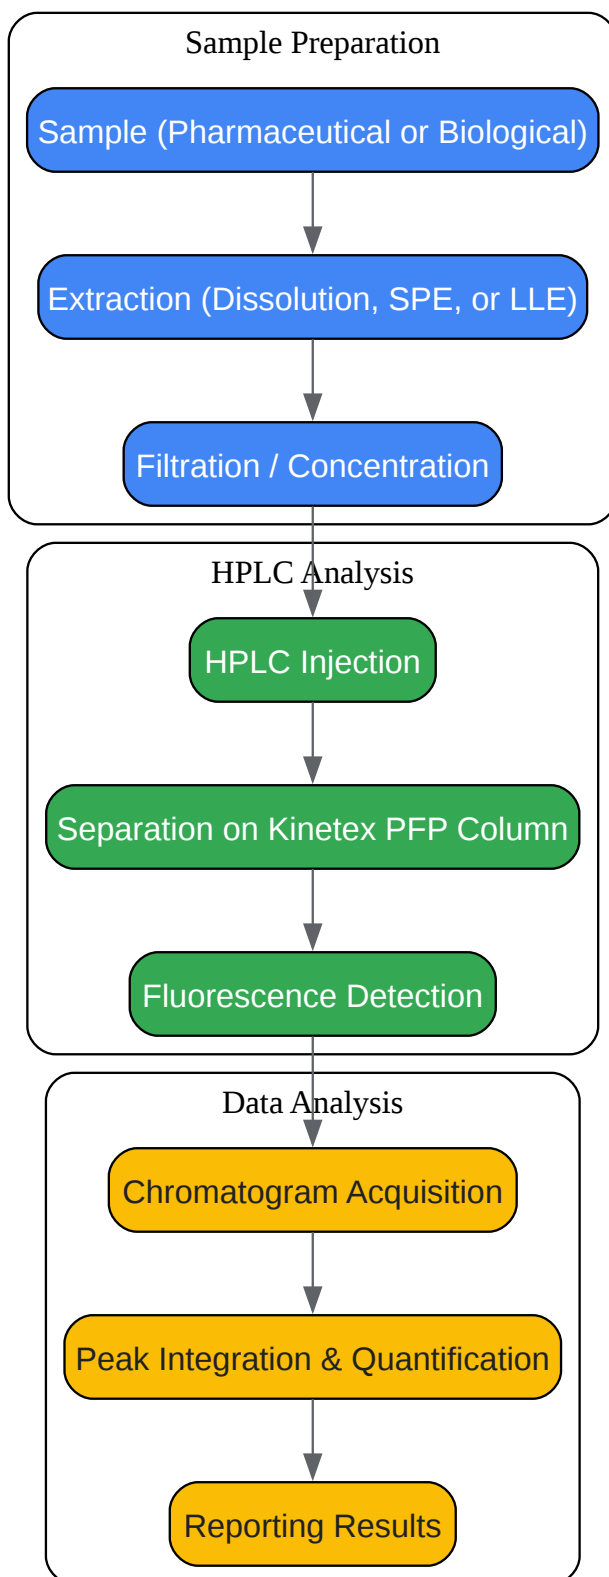 Sample Preparation
Sample (Pharmaceutical or Biological)
Extraction (Dissolution, SPE, or LLE)
Filtration / Concentration
HPLC Analysis
HPLC Injection
Separation on Kinetex PFP Column
Fluorescence Detection
Data Analysis
Chromatogram Acquisition
Peak Integration & Quantification
Reporting Results